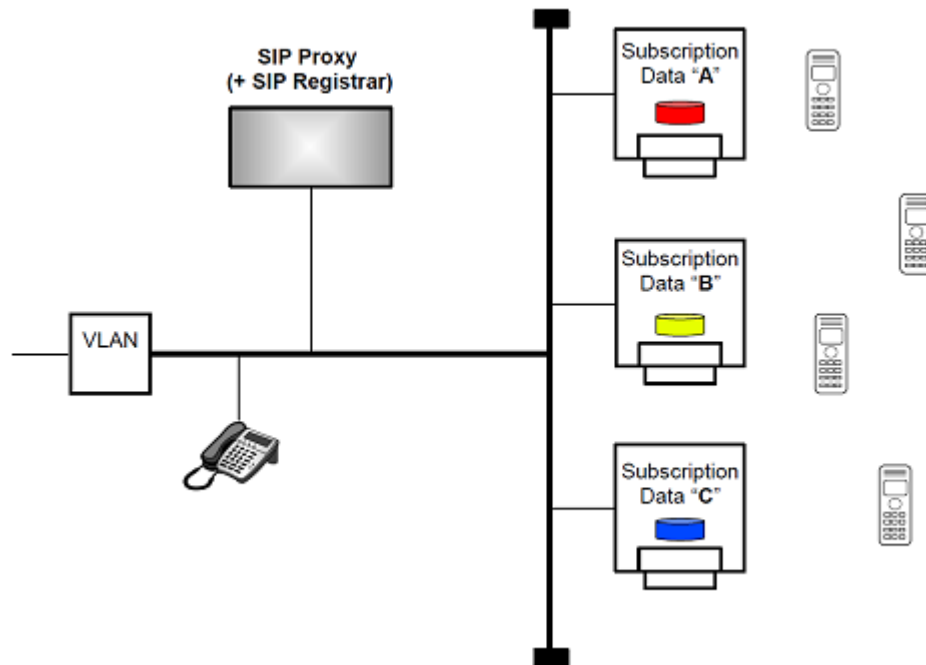 SIP Proxy
(+ SIP Registrar)
VLAN
Subscription
Data “A”
Subscription
Data “B”
Subscription
Data “C”